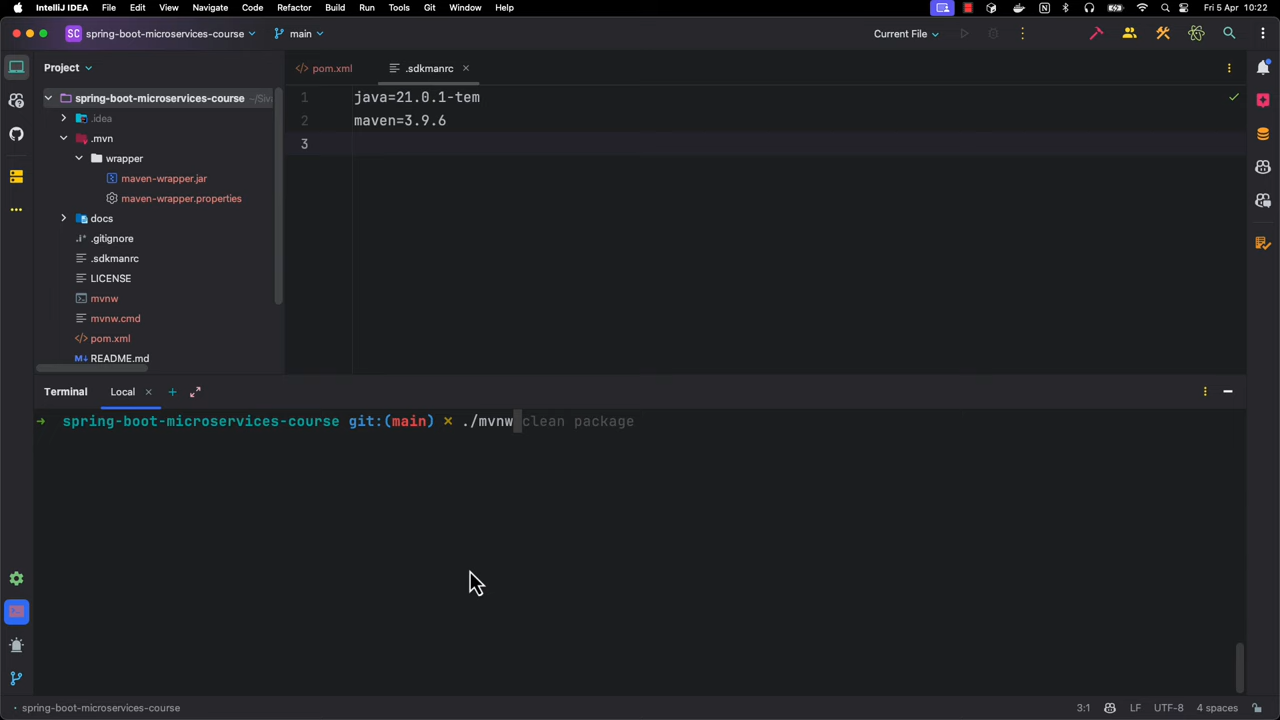 IntelliJ IDEA File Edit View Navigate Code Refactor Build Run Tools Git Window Help Fri 5 Apr 10:22
SC spring-boot-microservices-course main Current File
Project
pom.xml .sdkmanrc
spring-boot-microservices-course ~/Siva
.idea
.mvn
wrapper
maven-wrapper.jar
maven-wrapper.properties
docs
.gitignore
.sdkmanrc
LICENSE
mvnw
mvnw.cmd
pom.xml
README.md
1 java=21.0.1-tem
2 maven=3.9.6
3
Terminal Local
spring-boot-microservices-course git:(main) × ./mvnw clean package
spring-boot-microservices-course 3:1 LF UTF-8 4 spaces